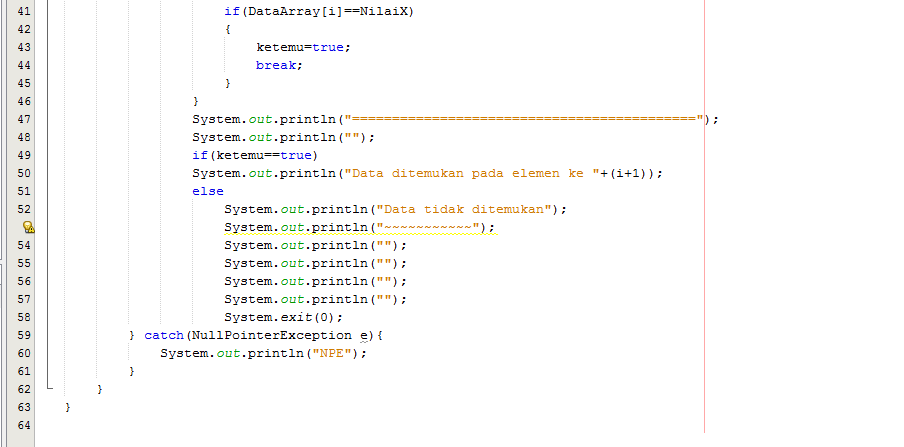 41 if(DataArray[i]==NilaiX)
42 {
43 ketemu=true;
44 break;
45 }
46 }
47 System.out.println("===========================================");
48 System.out.println("");
49 if(ketemu==true)
50 System.out.println("Data ditemukan pada elemen ke "+(i+1));
51 else
52 System.out.println("Data tidak ditemukan");
System.out.println("~~~~~~~~~~~");
54 System.out.println("");
55 System.out.println("");
56 System.out.println("");
57 System.out.println("");
58 System.exit(0);
59 } catch(NullPointerException e){
60 System.out.println("NPE");
61 }
62 }
63 }
64